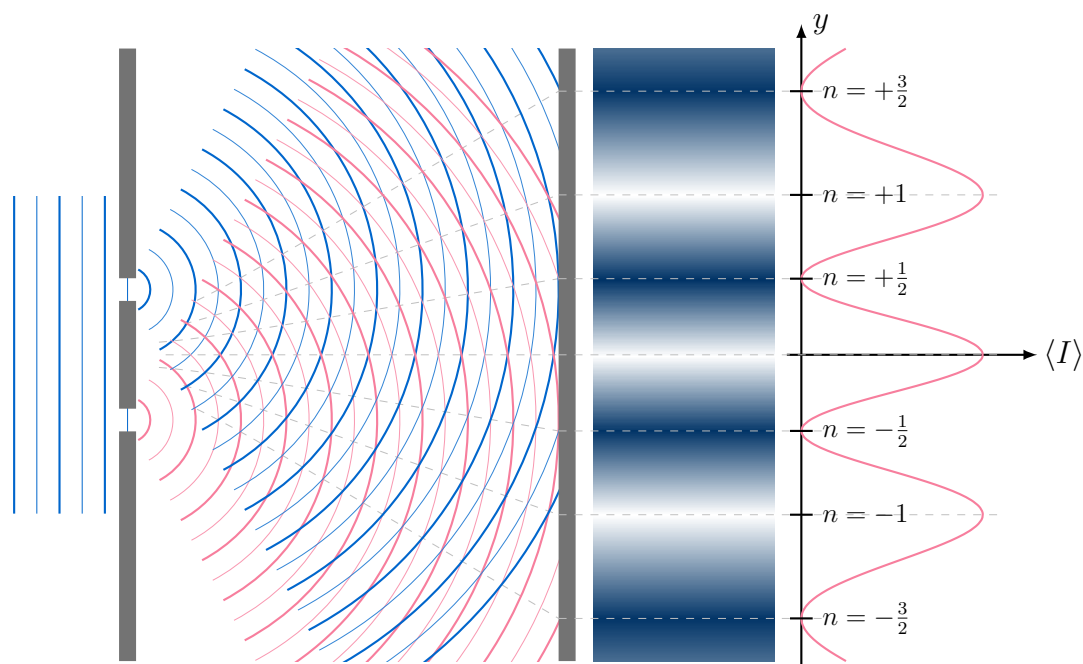 y
n = +3/2
n = +1
n = +1/2
⟨I⟩
n = −1/2
n = −1
n = −3/2